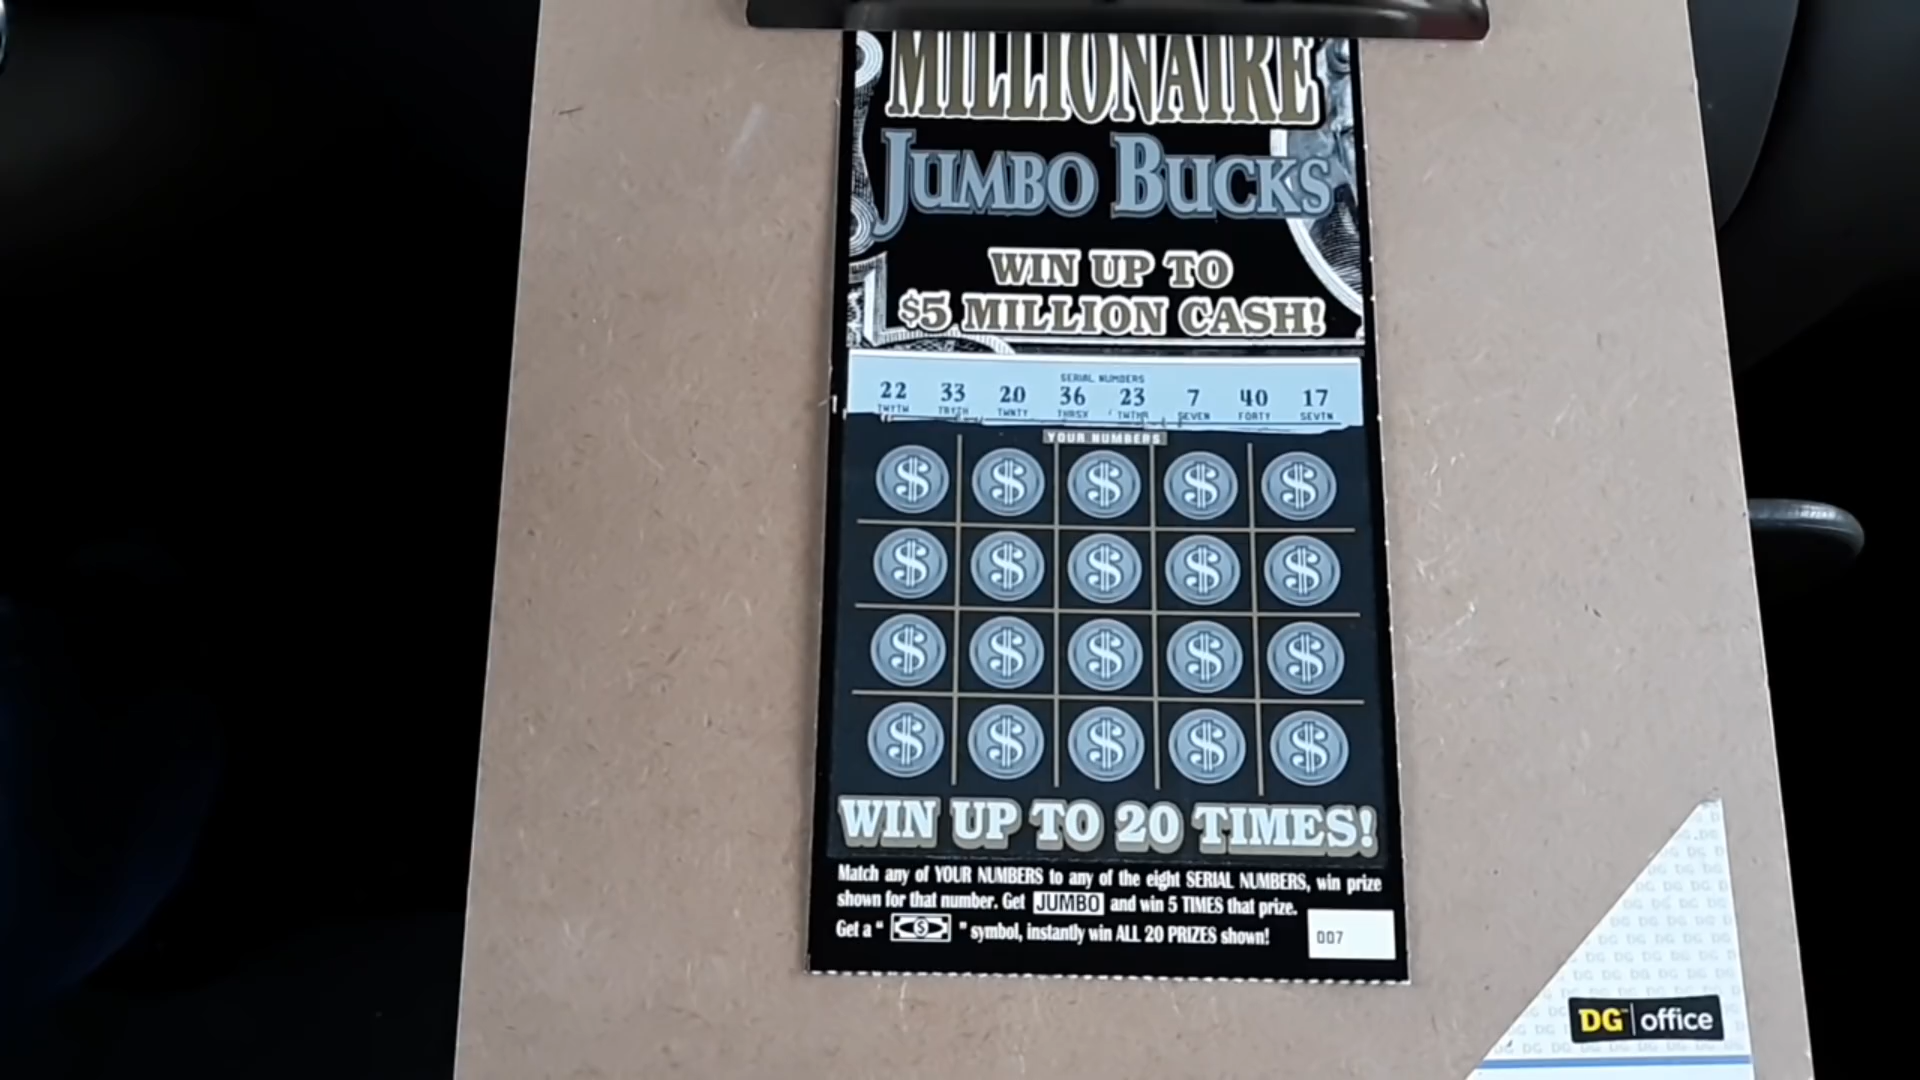 MILLIONAIRE
JUMBO BUCKS
WIN UP TO
$5 MILLION CASH!
SERIAL NUMBERS
22 33 20 36 23 7 40 17
TWYTW TRYTH TWNTY THRSX TWTHR SEVEN FORTY SEVTN
YOUR NUMBERS
$ $ $ $ $
$ $ $ $ $
$ $ $ $ $
$ $ $ $ $
WIN UP TO 20 TIMES!
Match any of YOUR NUMBERS to any of the eight SERIAL NUMBERS, win prize
shown for that number. Get JUMBO and win 5 TIMES that prize.
Get a " $ " symbol, instantly win ALL 20 PRIZES shown!
007
DG office